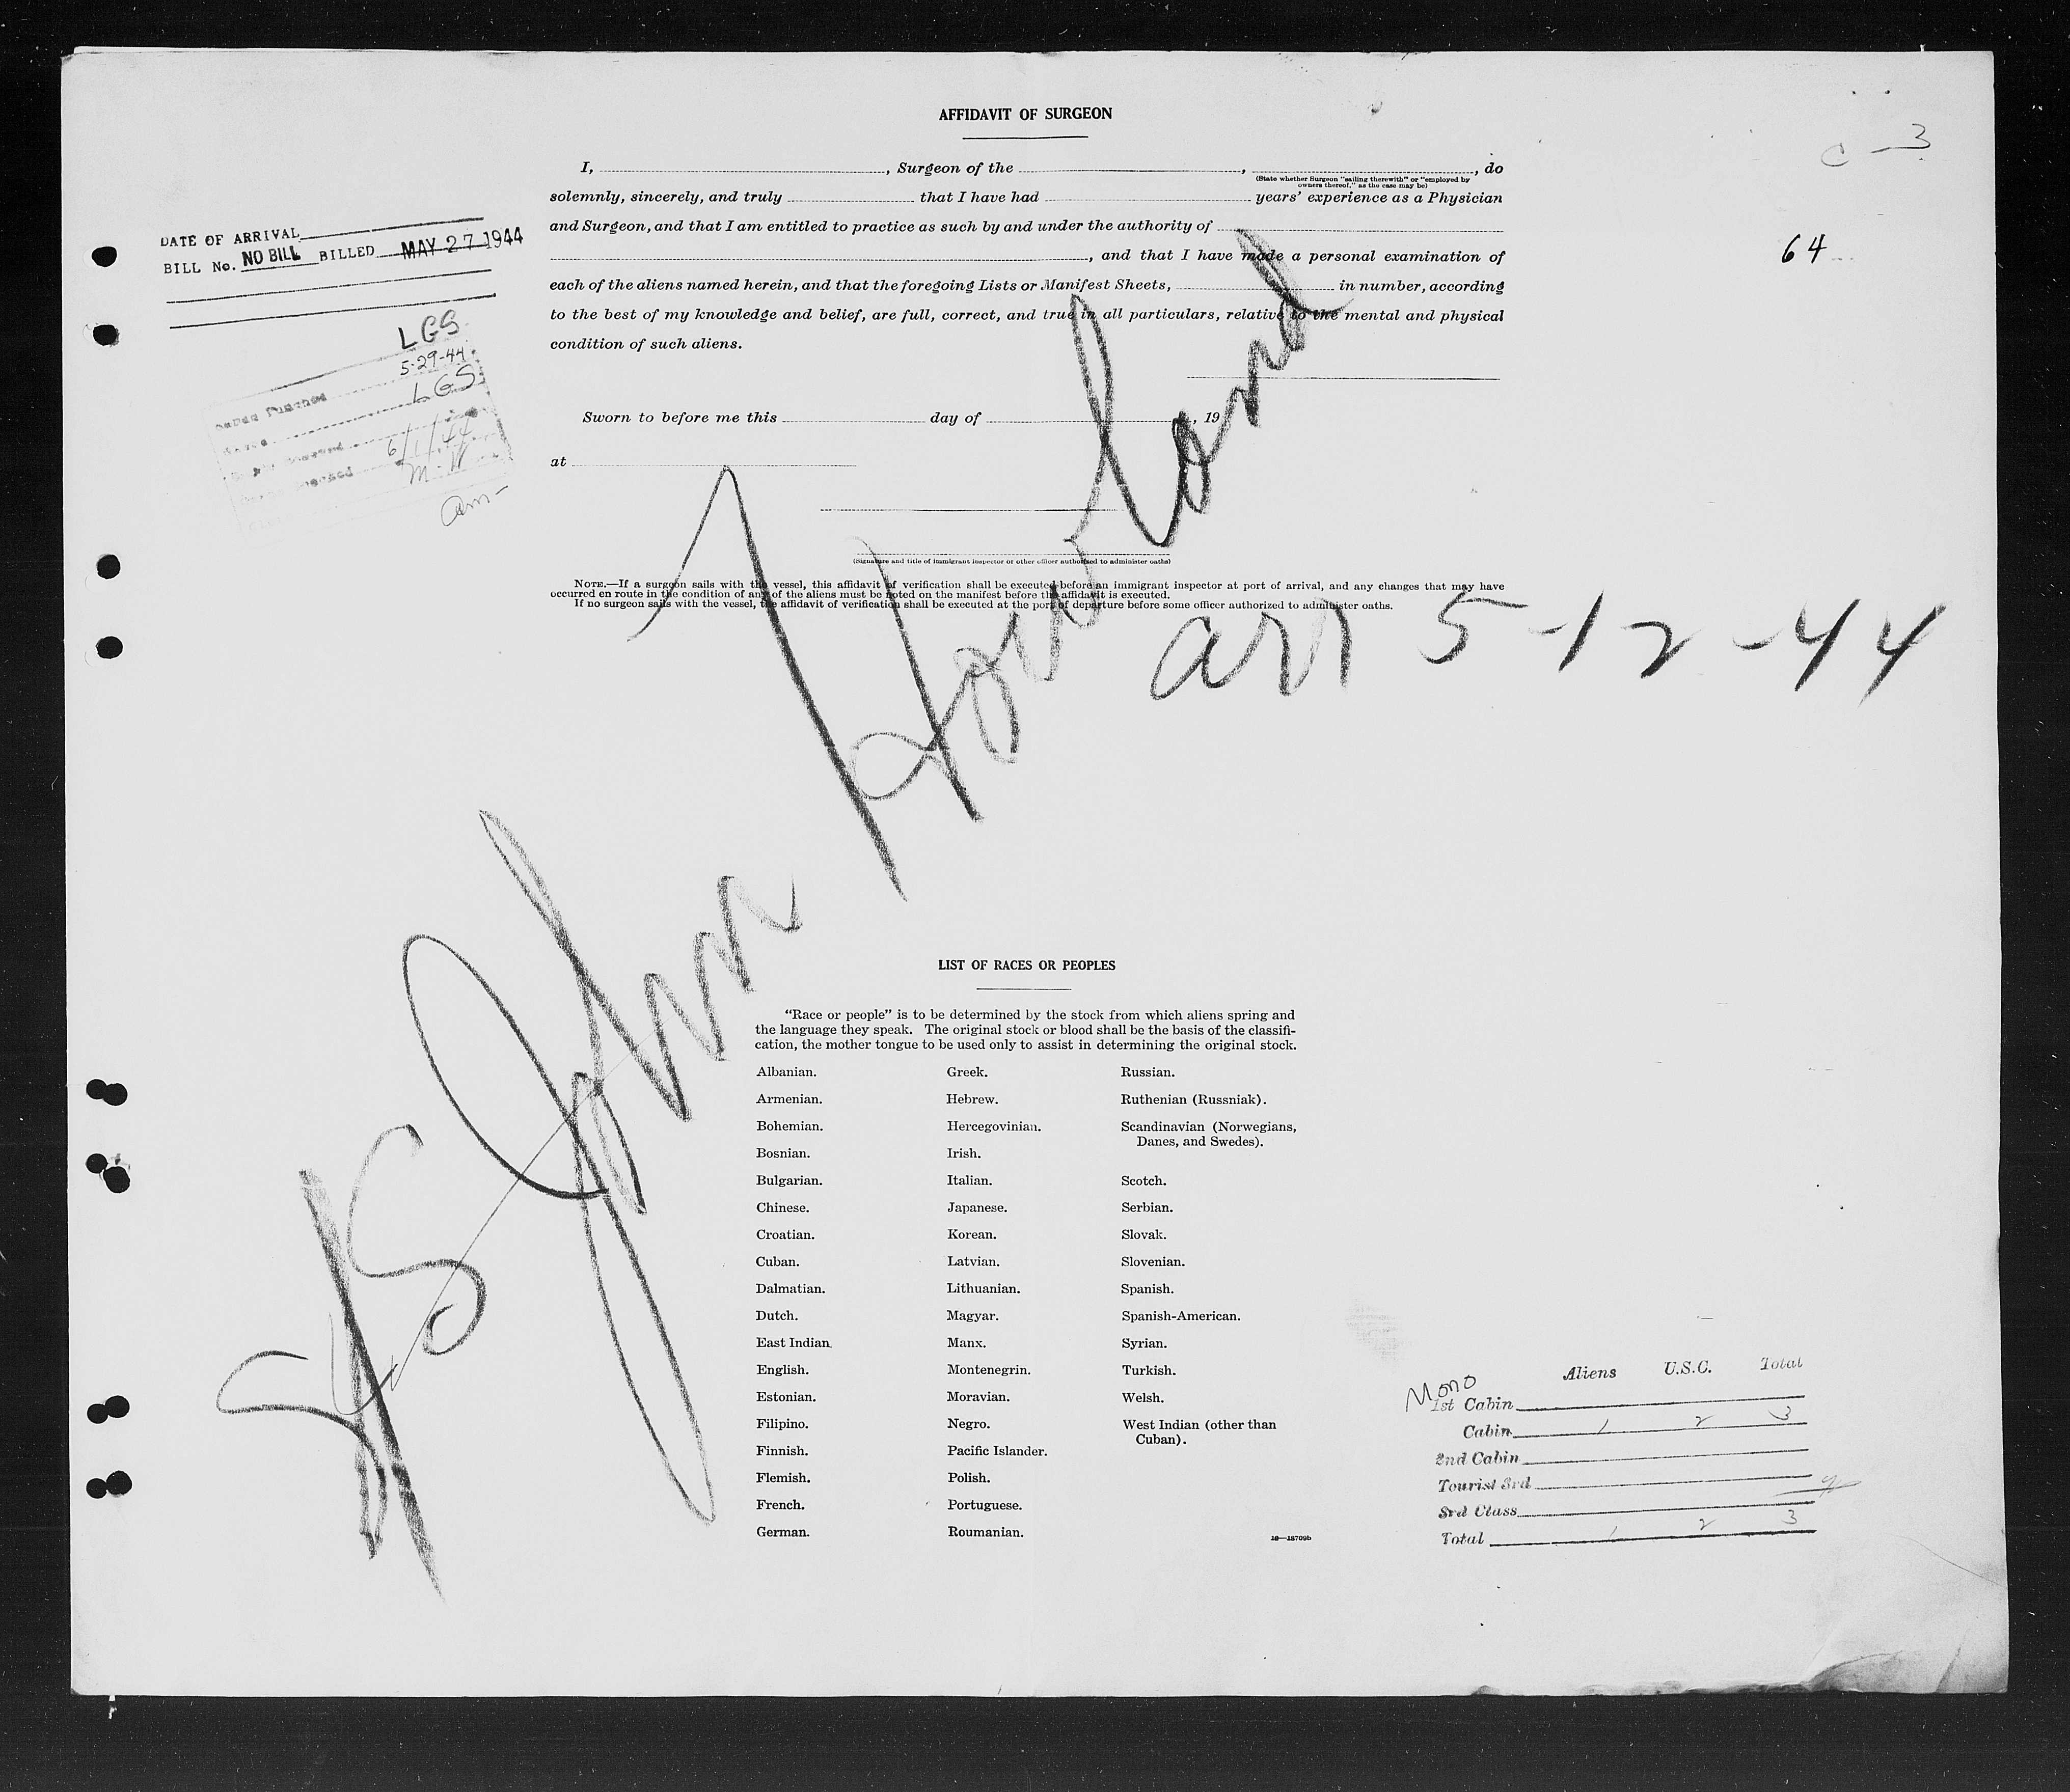 AFFIDAVIT OF SURGEON
C-3
64
I, , Surgeon of the , , do
(State whether Surgeon "sailing therewith" or "employed by
owners thereof," as the case may be)
solemnly, sincerely, and truly that I have had years' experience as a Physician
and Surgeon, and that I am entitled to practice as such by and under the authority of
, and that I have made a personal examination of
each of the aliens named herein, and that the foregoing Lists or Manifest Sheets, in number, according
to the best of my knowledge and belief, are full, correct, and true in all particulars, relative to the mental and physical
condition of such aliens.
Sworn to before me this day of , 19
at
(Signature and title of immigrant inspector or other officer authorized to administer oaths)
NOTE.—If a surgeon sails with the vessel, this affidavit of verification shall be executed before an immigrant inspector at port of arrival, and any changes that may have
occurred en route in the condition of any of the aliens must be noted on the manifest before the affidavit is executed.
If no surgeon sails with the vessel, the affidavit of verification shall be executed at the port of departure before some officer authorized to administer oaths.
DATE OF ARRIVAL
BILL No. NO BILL BILLED MAY 27 1944
LGS
5-29-44
LGS
6/1/44
M.W.
am-
SS John Howland
arr 5-12-44
LIST OF RACES OR PEOPLES
"Race or people" is to be determined by the stock from which aliens spring and
the language they speak. The original stock or blood shall be the basis of the classifi-
cation, the mother tongue to be used only to assist in determining the original stock.
Albanian.
Armenian.
Bohemian.
Bosnian.
Bulgarian.
Chinese.
Croatian.
Cuban.
Dalmatian.
Dutch.
East Indian.
English.
Estonian.
Filipino.
Finnish.
Flemish.
French.
German.
Greek.
Hebrew.
Hercegovinian.
Irish.
Italian.
Japanese.
Korean.
Latvian.
Lithuanian.
Magyar.
Manx.
Montenegrin.
Moravian.
Negro.
Pacific Islander.
Polish.
Portuguese.
Roumanian.
Russian.
Ruthenian (Russniak).
Scandinavian (Norwegians,
Danes, and Swedes).
Scotch.
Serbian.
Slovak.
Slovenian.
Spanish.
Spanish-American.
Syrian.
Turkish.
Welsh.
West Indian (other than
Cuban).
16—18709b
Aliens U.S.C. Total
Mono
1st Cabin
Cabin 1 2 3
2nd Cabin
Tourist 3rd
3rd Class
Total 1 2 3